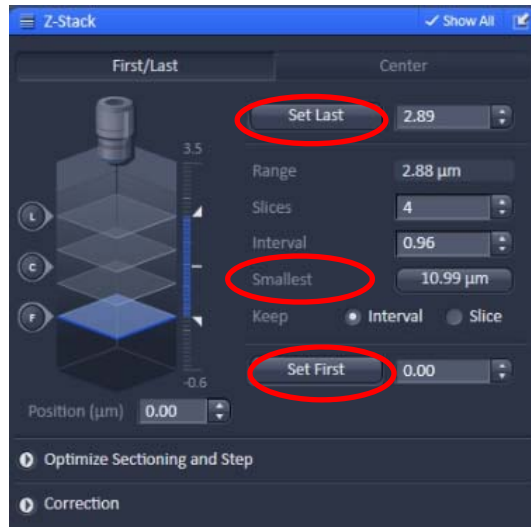 Z-Stack ✓ Show All
First/Last Center
Set Last 2.89
3.5
Range 2.88 µm
Slices 4
L
Interval 0.96
C
Smallest 10.99 µm
Keep Interval Slice
F
Set First 0.00
-0.6
Position (µm) 0.00
Optimize Sectioning and Step
Correction